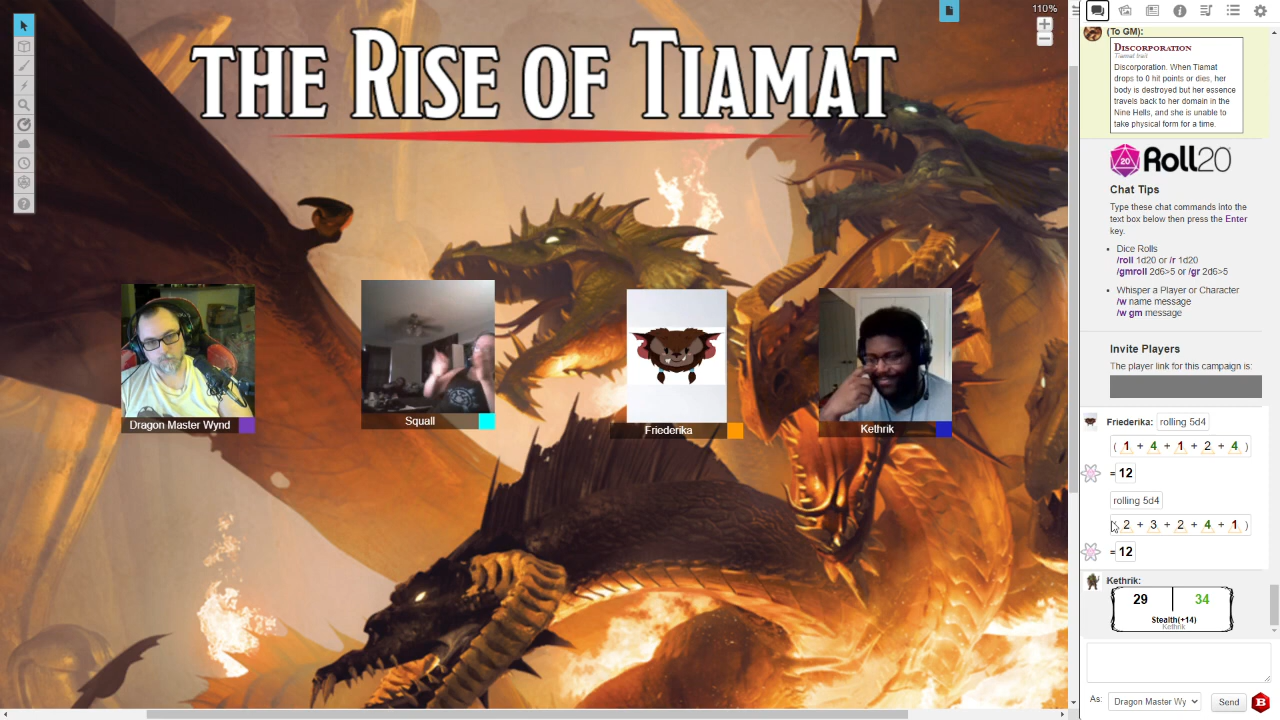 THE RISE OF TIAMAT
110%
Dragon Master Wynd
Squall
Friederika
Kethrik
(To GM):
DISCORPORATION
Discorporation. When Tiamat
drops to 0 hit points or dies, her
body is destroyed but her essence
travels back to her domain in the
Nine Hells, and she is unable to
take physical form for a time.
20
Roll20
Chat Tips
Type these chat commands into the
text box below then press the Enter
key.
Dice Rolls
/roll 1d20 or /r 1d20
/gmroll 2d6>5 or /gr 2d6>5
Whisper a Player or Character
/w name message
/w gm message
Invite Players
The player link for this campaign is:
Friederika: rolling 5d4
( 1 + 4 + 1 + 2 + 4 )
= 12
rolling 5d4
( 2 + 3 + 2 + 4 + 1 )
= 12
Kethrik:
29 34
Stealth(+14)
Kethrik
As: Dragon Master Wy Send
B